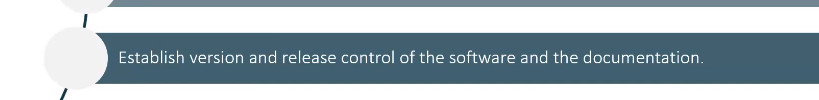 Establish version and release control of the software and the documentation.